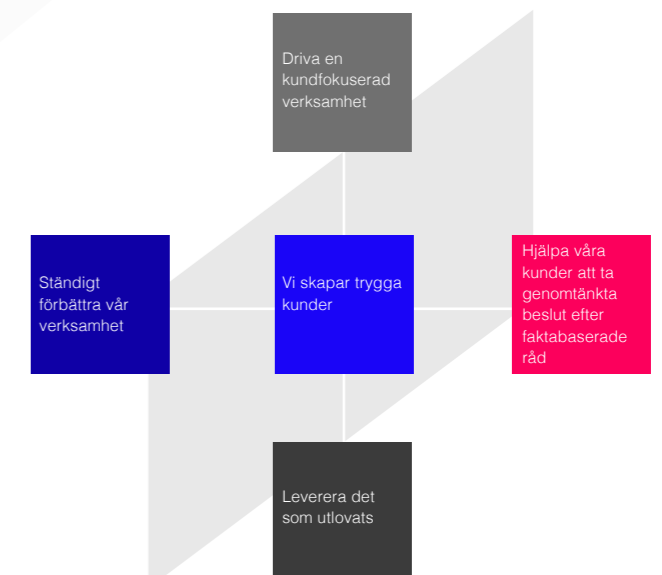 Driva en
kundfokuserad
verksamhet
Ständigt
förbättra vår
verksamhet
Vi skapar trygga
kunder
Hjälpa våra
kunder att ta
genomtänkta
beslut efter
faktabaserade
råd
Leverera det
som utlovats